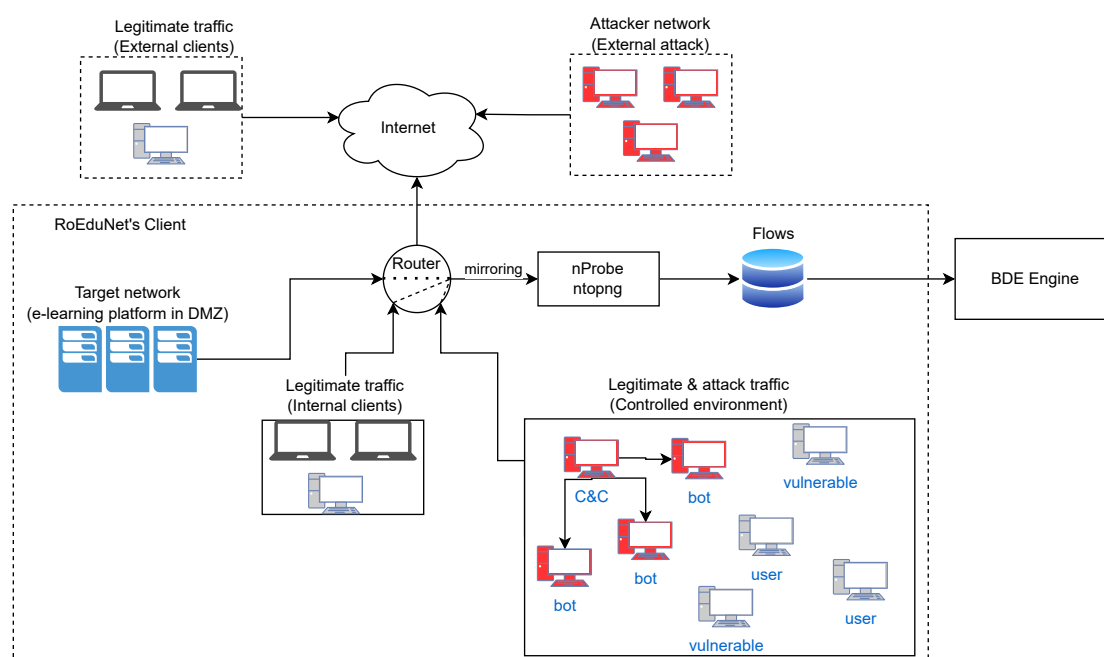 Legitimate traffic
(External clients)
Attacker network
(External attack)
Internet
RoEduNet's Client
Router
mirroring
nProbe
ntopng
Flows
BDE Engine
Target network
(e-learning platform in DMZ)
Legitimate traffic
(Internal clients)
Legitimate & attack traffic
(Controlled environment)
C&C
bot
vulnerable
bot
bot
user
user
vulnerable